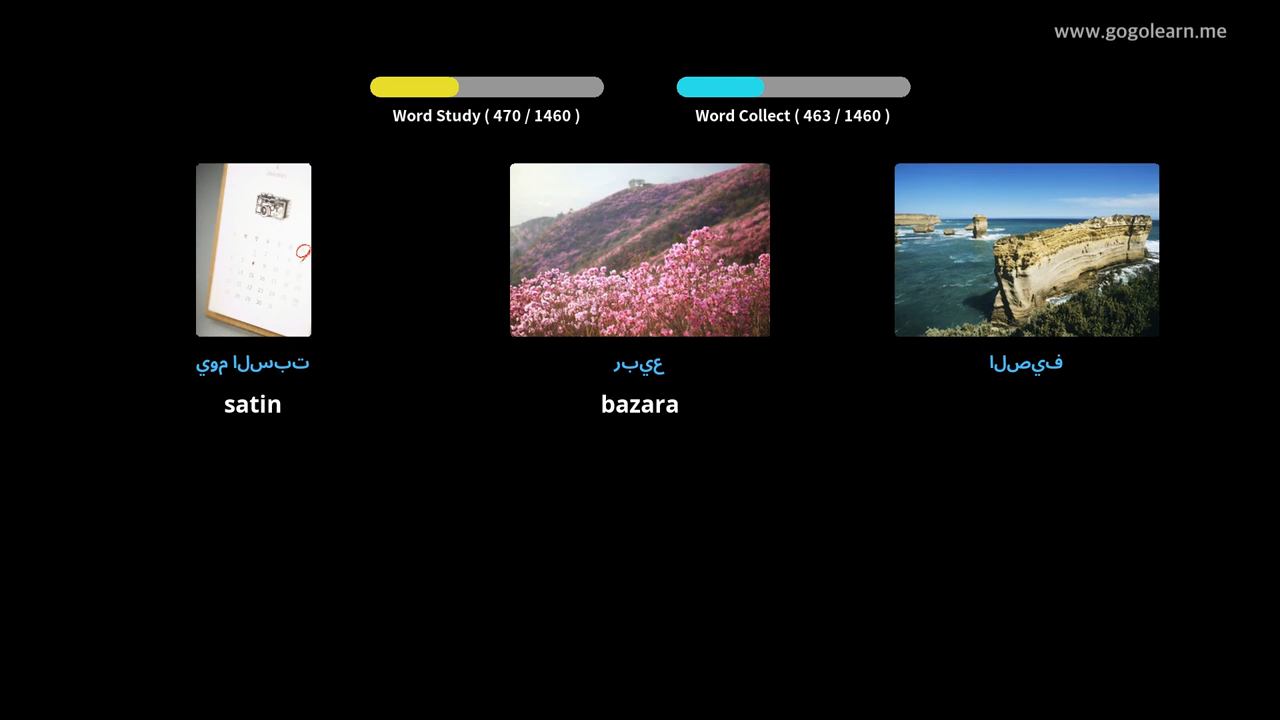 www.gogolearn.me
Word Study ( 470 / 1460 )
Word Collect ( 463 / 1460 )
يوم السبت
ربيع
الصيف
satin
bazara